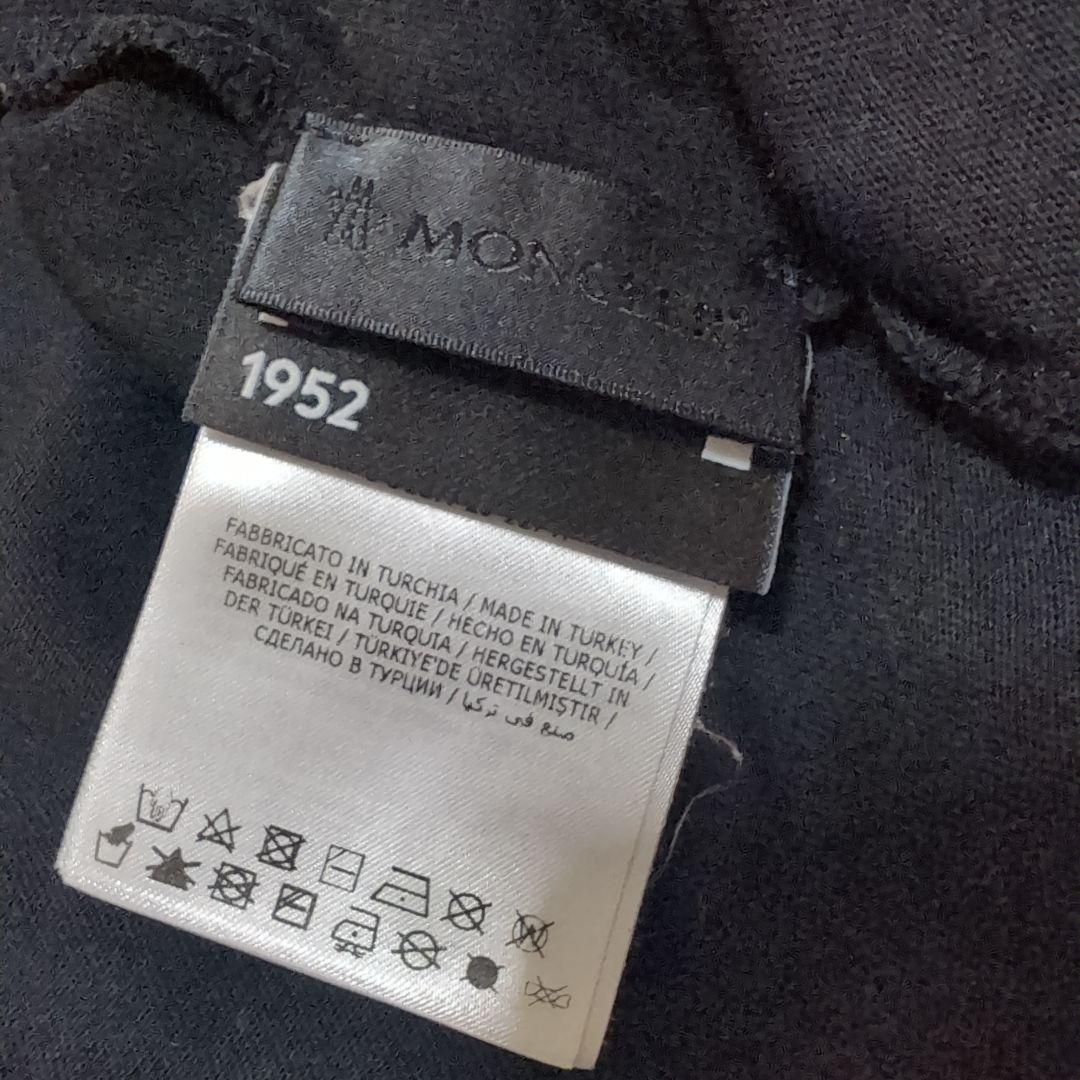 MONCLER
1952
FABBRICATO IN TURCHIA / MADE IN TURKEY /
FABRIQUÉ EN TURQUIE / HECHO EN TURQUÍA /
FABRICADO NA TURQUIA / HERGESTELLT IN
DER TÜRKEI / TÜRKIYE'DE ÜRETILMIŞTIR /
СДЕЛАНО В ТУРЦИИ / صنع في تركيا
W